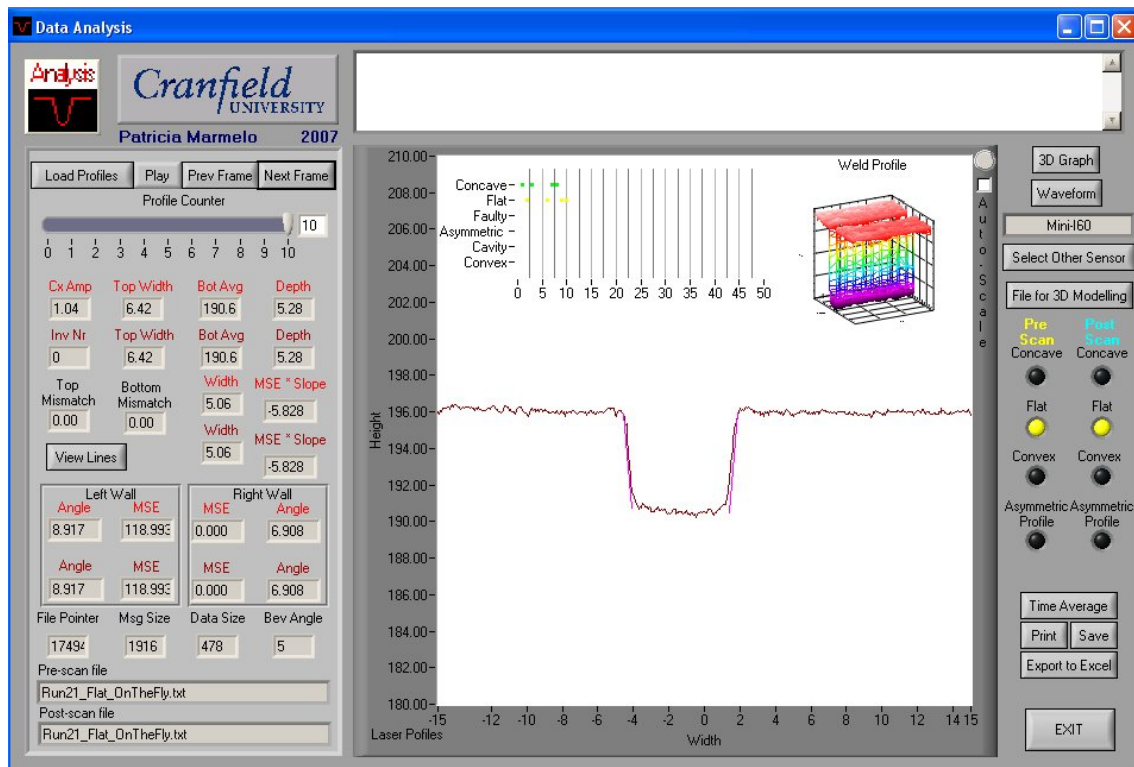 Data Analysis
Analysis
Cranfield
UNIVERSITY
Patricia Marmelo 2007
Load Profiles Play Prev Frame Next Frame
Profile Counter
10
0 1 2 3 4 5 6 7 8 9 10
Cx Amp Top Width Bot Avg Depth
1.04 6.42 190.6 5.28
Inv Nr Top Width Bot Avg Depth
0 6.42 190.6 5.28
Top Mismatch Bottom Mismatch Width MSE * Slope
0.00 0.00 5.06 -5.828
Width MSE * Slope
5.06 -5.828
View Lines
Left Wall Right Wall
Angle MSE MSE Angle
8.917 118.993 0.000 6.908
Angle MSE MSE Angle
8.917 118.993 0.000 6.908
File Pointer Msg Size Data Size Bev Angle
17494 1916 478 5
Pre-scan file
Run21_Flat_OnTheFly.txt
Post-scan file
Run21_Flat_OnTheFly.txt
210.00
208.00
206.00
204.00
202.00
200.00
198.00
196.00
194.00
192.00
190.00
188.00
186.00
184.00
182.00
180.00
Height
-15 -12 -10 -8 -6 -4 -2 0 2 4 6 8 10 12 14 15
Width
Laser Pofiles
Concave
Flat
Faulty
Asymmetric
Cavity
Convex
0 5 10 15 20 25 30 35 40 45 50
Weld Profile
Auto-Scale
3D Graph
Waveform
Mini-I60
Select Other Sensor
File for 3D Modelling
Pre Post
Scan Scan
Concave Concave
Flat Flat
Convex Convex
Asymmetric Asymmetric
Profile Profile
Time Average
Print Save
Export to Excel
EXIT